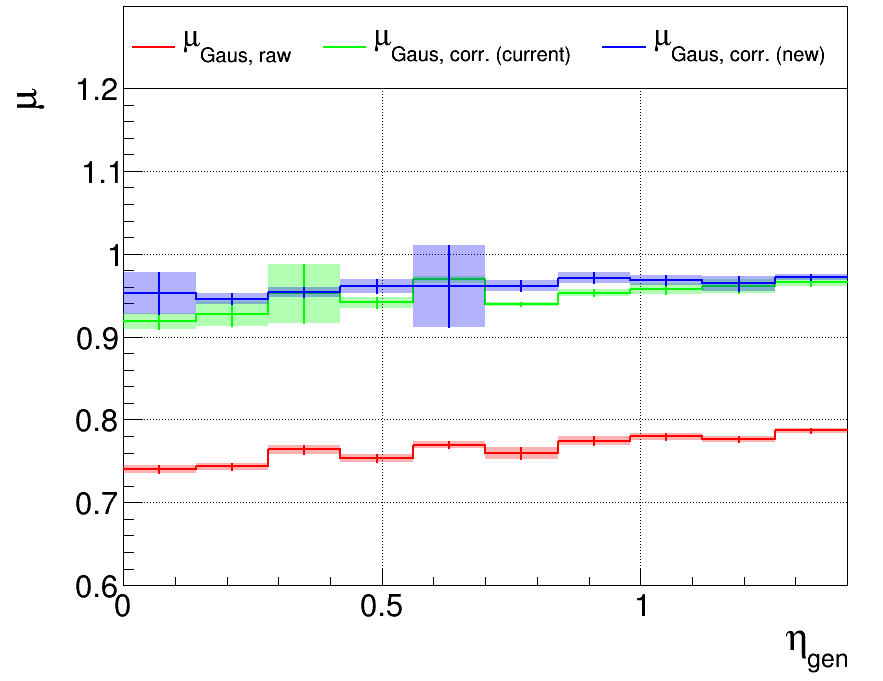 μGaus, raw μGaus, corr. (current) μGaus, corr. (new)
μ
1.2
1.1
1
0.9
0.8
0.7
0.6
0 0.5 1
ηgen